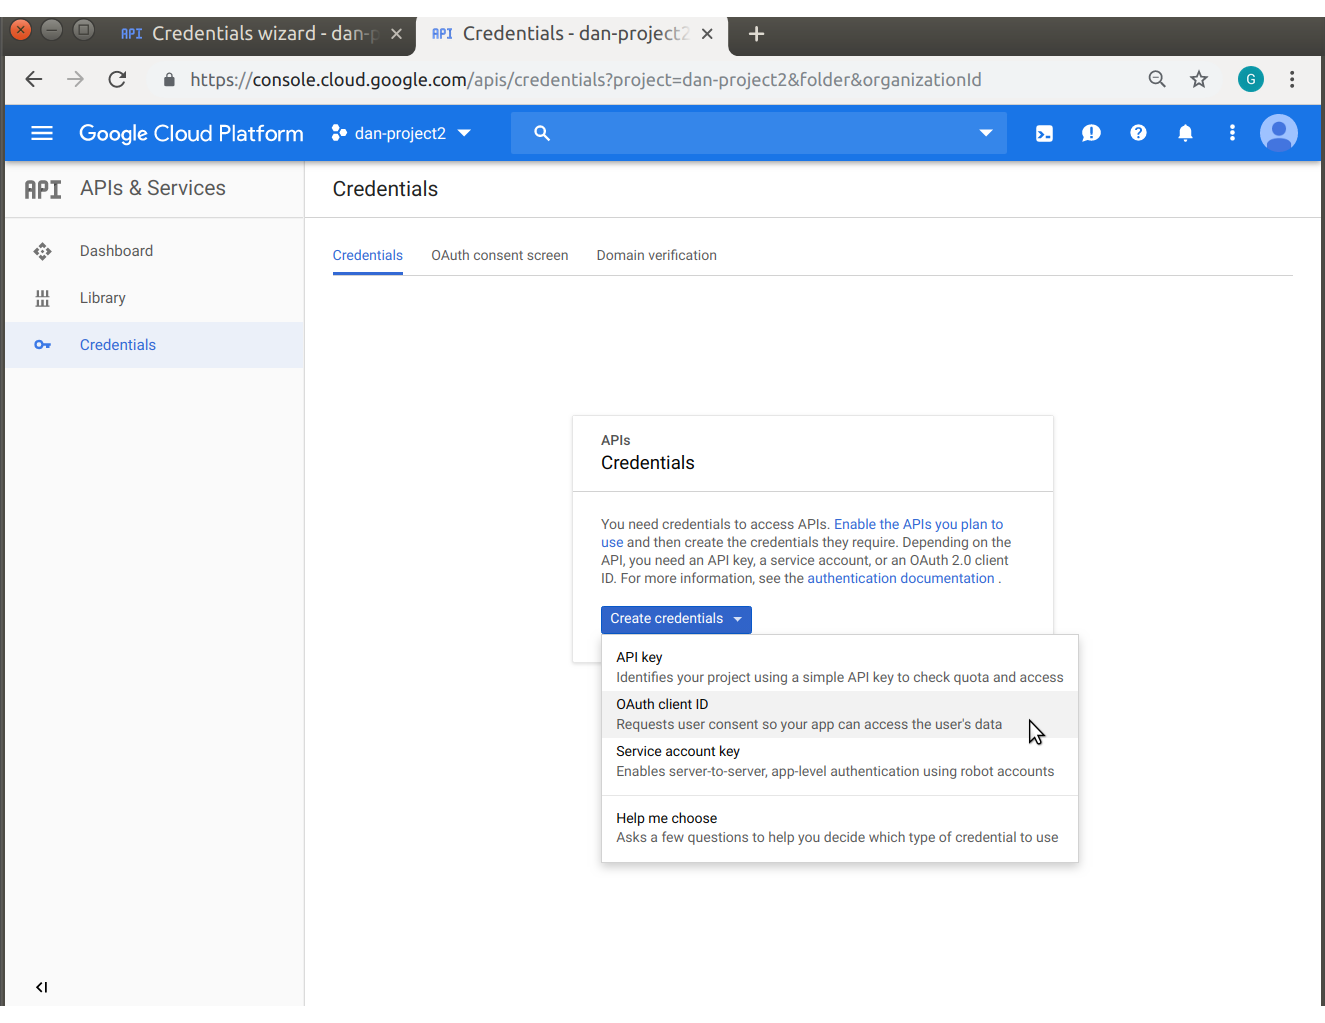 API Credentials wizard - dan-p
API Credentials - dan-project2
https://console.cloud.google.com/apis/credentials?project=dan-project2&folder&organizationId
G
Google Cloud Platform
dan-project2
API APIs & Services
Credentials
Dashboard
Library
Credentials
Credentials
OAuth consent screen
Domain verification
APIs
Credentials
You need credentials to access APIs. Enable the APIs you plan to
use and then create the credentials they require. Depending on the
API, you need an API key, a service account, or an OAuth 2.0 client
ID. For more information, see the authentication documentation .
Create credentials
API key
Identifies your project using a simple API key to check quota and access
OAuth client ID
Requests user consent so your app can access the user's data
Service account key
Enables server-to-server, app-level authentication using robot accounts
Help me choose
Asks a few questions to help you decide which type of credential to use